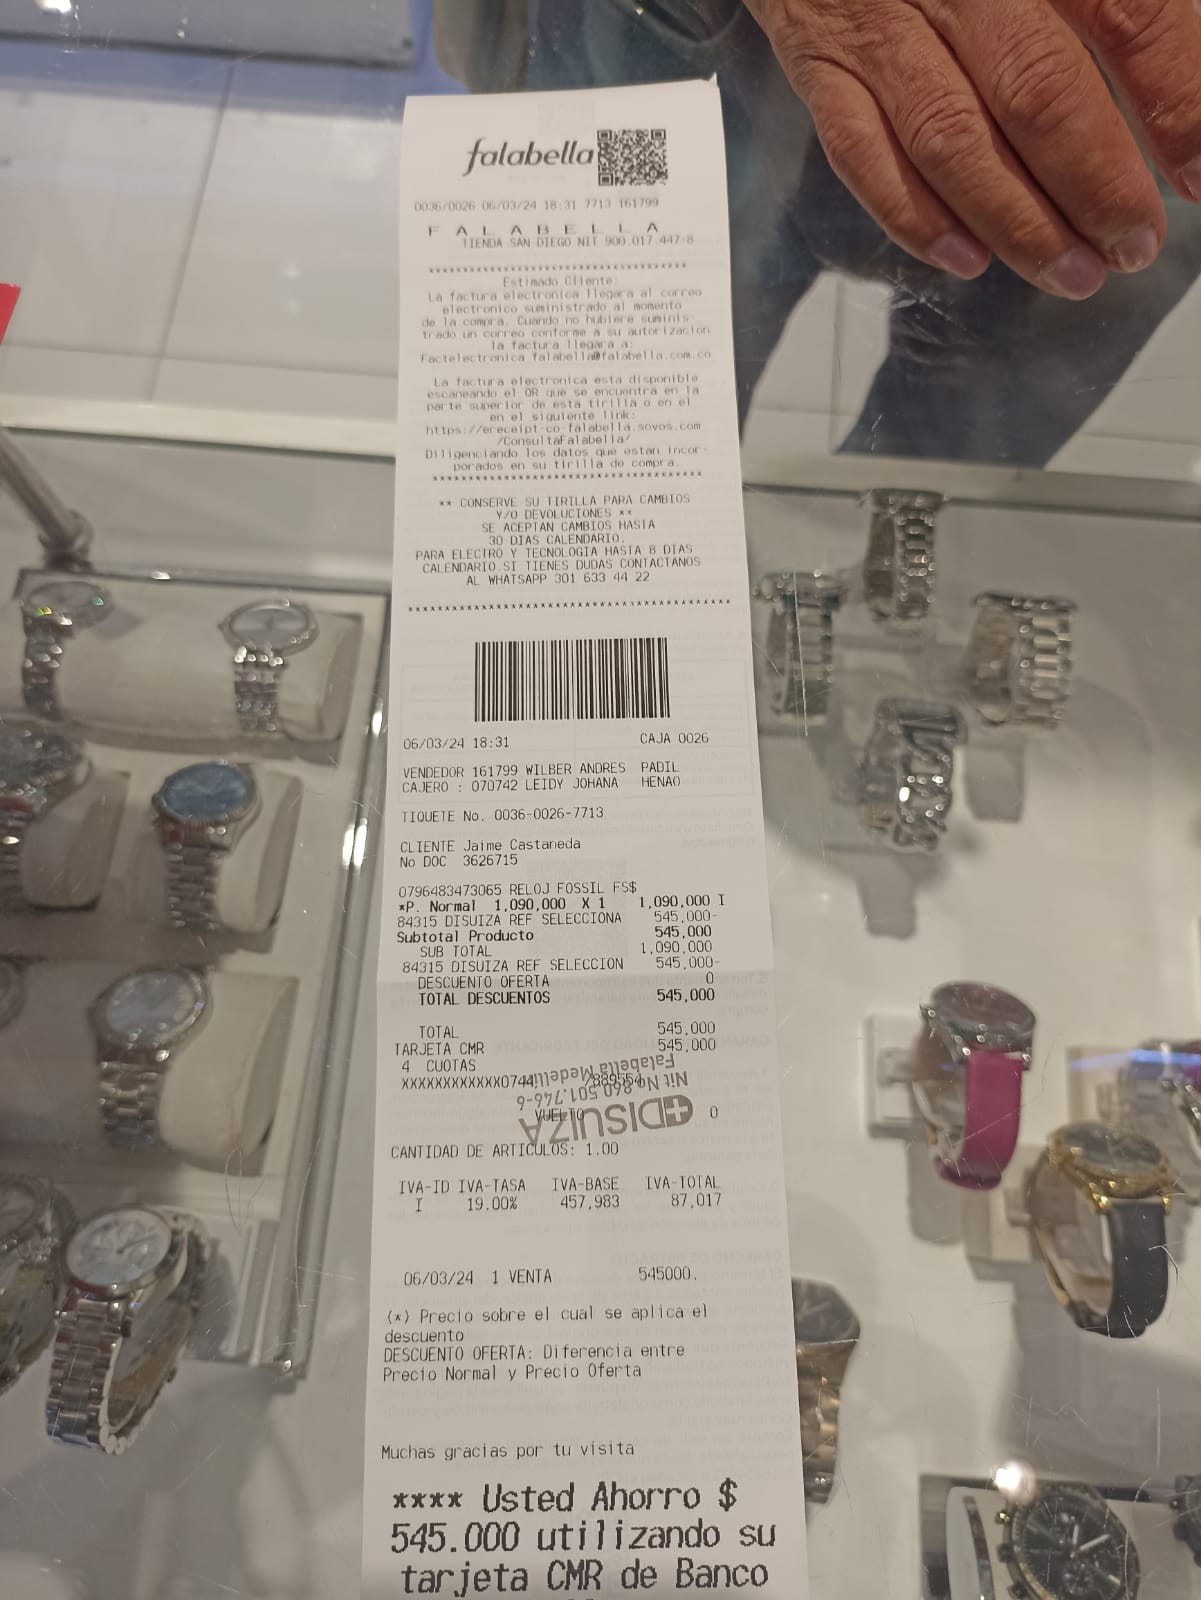 falabella
0036/0026 06/03/24 18:31 7713 161799
F A L A B E L L A
TIENDA SAN DIEGO NIT 900.017.447-8
Estimado Cliente:
La factura electronica llegara al correo
electronico suministrado al momento
de la compra. Cuando no hubiere suminis-
trado un correo conforme a su autorizacion
la factura llegara a:
Factelectronica_falabella@falabella.com.co
La factura electronica esta disponible
escaneando el QR que se encuentra en la
parte superior de esta tirilla o en el
en el siguiente link:
https://ereceipt-co-falabella.sovos.com
/ConsultaFalabella/
Diligenciando los datos que estan incor-
porados en su tirilla de compra.
** CONSERVE SU TIRILLA PARA CAMBIOS
Y/O DEVOLUCIONES **
SE ACEPTAN CAMBIOS HASTA
30 DIAS CALENDARIO.
PARA ELECTRO Y TECNOLOGIA HASTA 8 DIAS
CALENDARIO.SI TIENES DUDAS CONTACTANOS
AL WHATSAPP 301 633 44 22
06/03/24 18:31 CAJA 0026
VENDEDOR 161799 WILBER ANDRES PADIL
CAJERO : 070742 LEIDY JOHANA HENAO
TIQUETE No. 0036-0026-7713
CLIENTE Jaime Castaneda
No DOC 3626715
0796483473065 RELOJ FOSSIL FS$
*P. Normal 1,090,000 X 1 1,090,000 I
84315 DISUIZA REF SELECCIONA 545,000-
Subtotal Producto 545,000
SUB TOTAL 1,090,000
84315 DISUIZA REF SELECCION 545,000-
DESCUENTO OFERTA 0
TOTAL DESCUENTOS 545,000
TOTAL 545,000
TARJETA CMR 545,000
4 CUOTAS
XXXXXXXXXXXX0744 /889554
VUELTO 0
DISUIZA
Nit No 860.501.746-6
Falabella Medellin
CANTIDAD DE ARTICULOS: 1.00
IVA-ID IVA-TASA IVA-BASE IVA-TOTAL
I 19.00% 457,983 87,017
06/03/24 1 VENTA 545000.
(*) Precio sobre el cual se aplica el
descuento
DESCUENTO OFERTA: Diferencia entre
Precio Normal y Precio Oferta
Muchas gracias por tu visita
**** Usted Ahorro $
545.000 utilizando su
tarjeta CMR de Banco